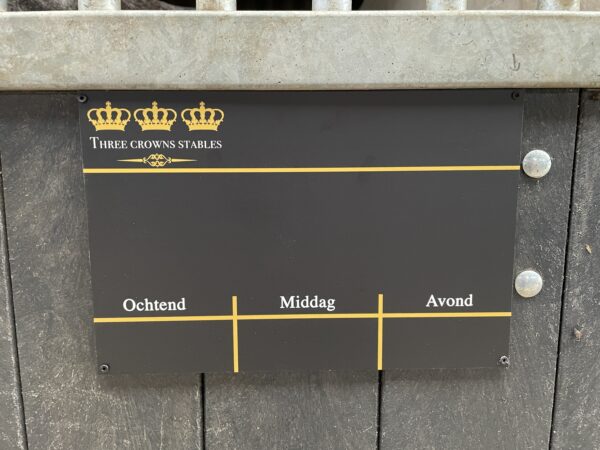 THREE CROWNS STABLES
Ochtend Middag Avond